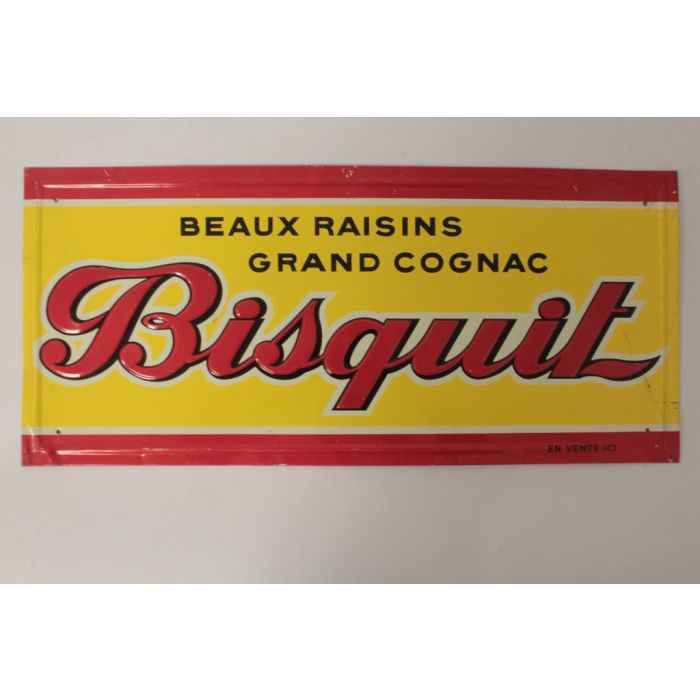 BEAUX RAISINS
GRAND COGNAC
Bisquit
EN VENTE ICI